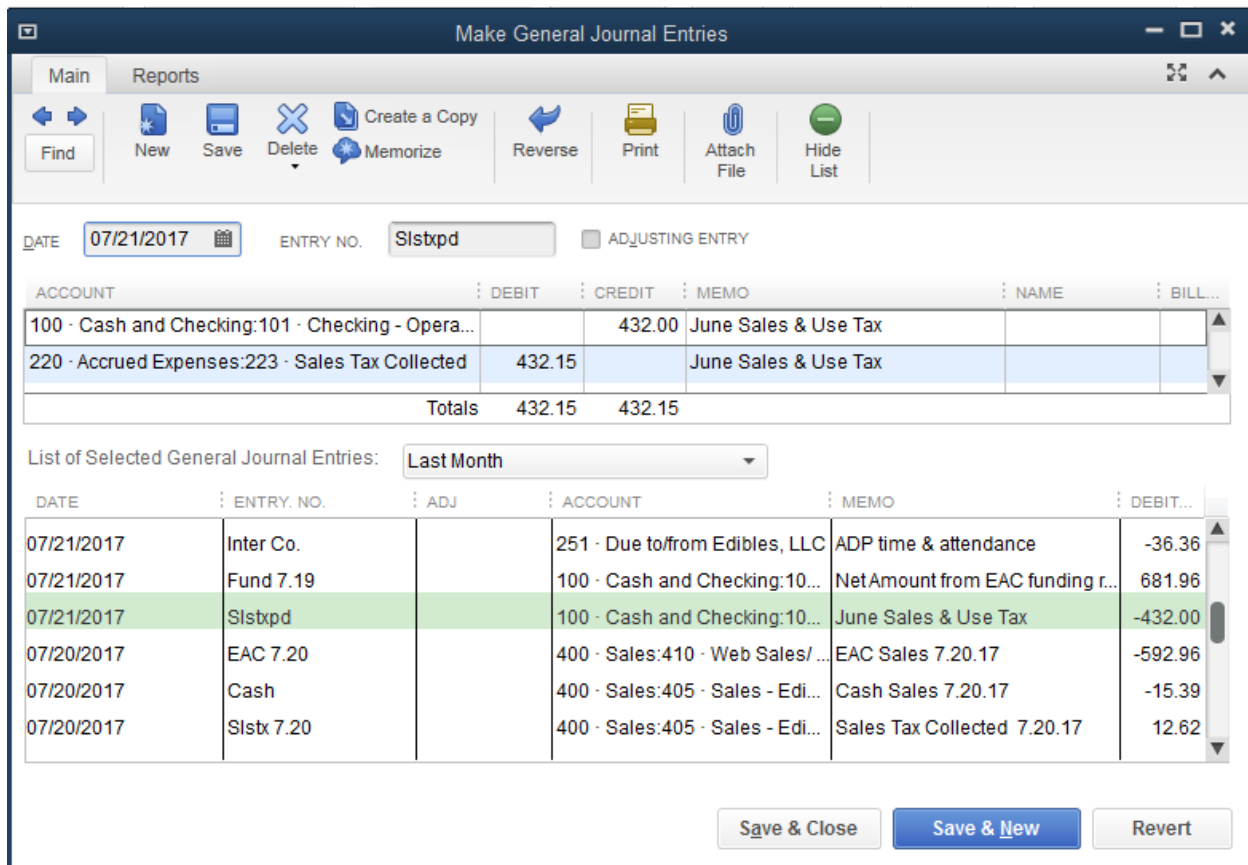 Make General Journal Entries
Main Reports
Find New Save Delete Create a Copy Memorize Reverse Print Attach File Hide List
DATE 07/21/2017 ENTRY NO. Slstxpd ADJUSTING ENTRY
ACCOUNT DEBIT CREDIT MEMO NAME BILL...
100 · Cash and Checking:101 · Checking - Opera... 432.00 June Sales & Use Tax
220 · Accrued Expenses:223 · Sales Tax Collected 432.15 June Sales & Use Tax
Totals 432.15 432.15
List of Selected General Journal Entries: Last Month
DATE ENTRY. NO. ADJ ACCOUNT MEMO DEBIT...
07/21/2017 Inter Co. 251 · Due to/from Edibles, LLC ADP time & attendance -36.36
07/21/2017 Fund 7.19 100 · Cash and Checking:10... Net Amount from EAC funding r... 681.96
07/21/2017 Slstxpd 100 · Cash and Checking:10... June Sales & Use Tax -432.00
07/20/2017 EAC 7.20 400 · Sales:410 · Web Sales/ ... EAC Sales 7.20.17 -592.96
07/20/2017 Cash 400 · Sales:405 · Sales - Edi... Cash Sales 7.20.17 -15.39
07/20/2017 Slstx 7.20 400 · Sales:405 · Sales - Edi... Sales Tax Collected 7.20.17 12.62
Save & Close Save & New Revert